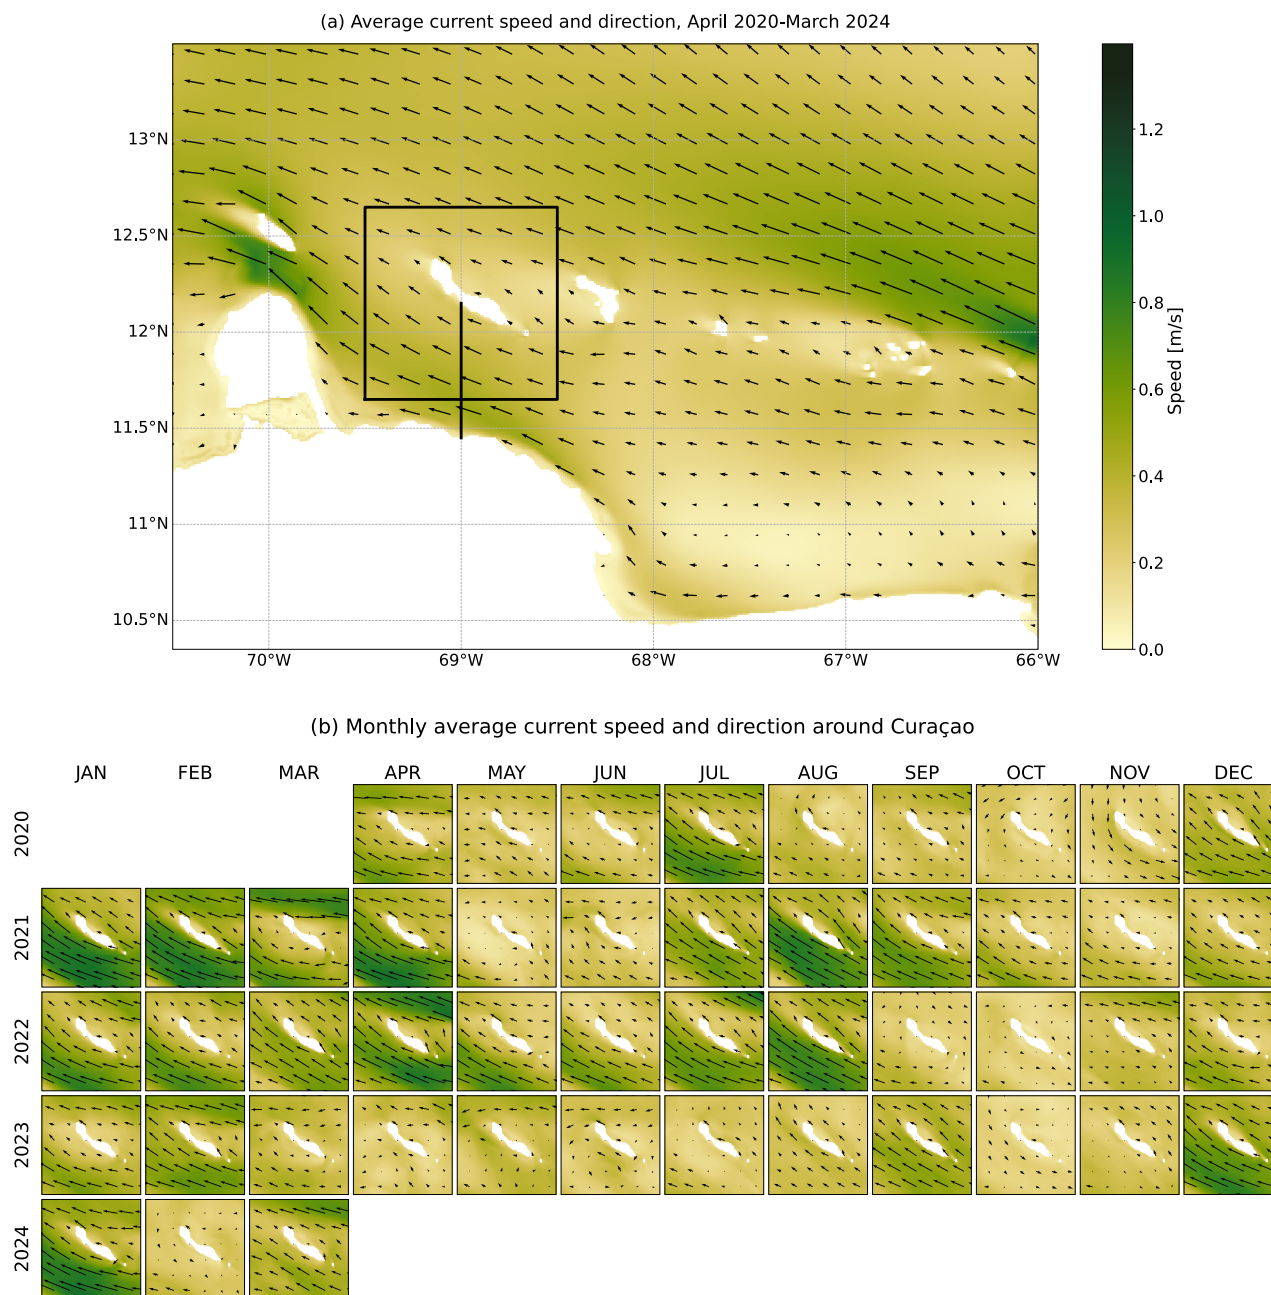 (a) Average current speed and direction, April 2020-March 2024
13°N
12.5°N
12°N
11.5°N
11°N
10.5°N
70°W 69°W 68°W 67°W 66°W
1.2
1.0
0.8
0.6
0.4
0.2
0.0
Speed [m/s]
(b) Monthly average current speed and direction around Curaçao
JAN FEB MAR APR MAY JUN JUL AUG SEP OCT NOV DEC
2020
2021
2022
2023
2024